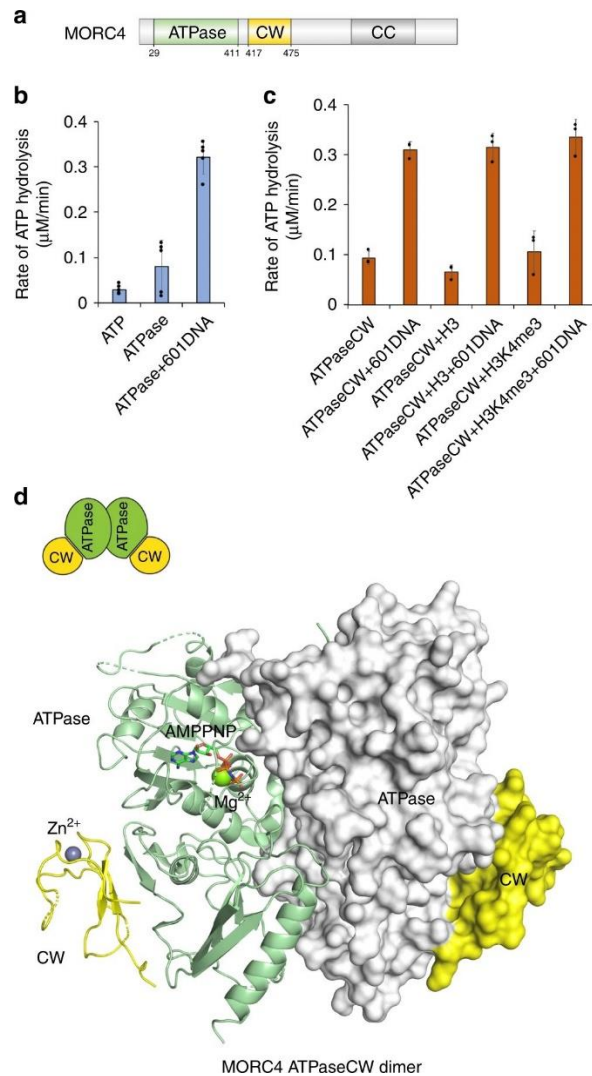 a
MORC4
ATPase
CW
CC
29
411
417
475
b
Rate of ATP hydrolysis
(μM/min)
0.4
0.3
0.2
0.1
0
ATP
ATPase
ATPase+601DNA
c
Rate of ATP hydrolysis
(μM/min)
0.4
0.3
0.2
0.1
0
ATPaseCW
ATPaseCW+601DNA
ATPaseCW+H3
ATPaseCW+H3+601DNA
ATPaseCW+H3K4me3
ATPaseCW+H3K4me3+601DNA
d
ATPase
ATPase
CW
CW
ATPase
AMPPNP
Mg2+
ATPase
Zn2+
CW
CW
MORC4 ATPaseCW dimer